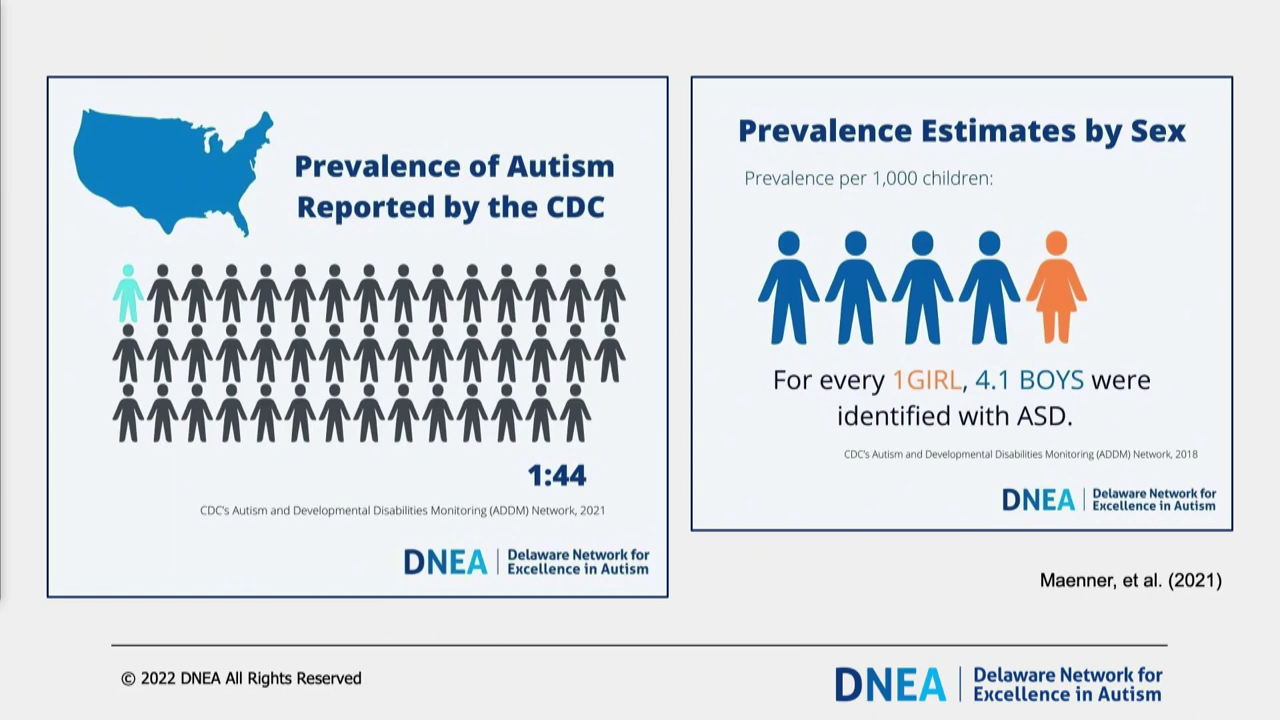 Prevalence of Autism
Reported by the CDC
1:44
CDC's Autism and Developmental Disabilities Monitoring (ADDM) Network, 2021
DNEA
Delaware Network for
Excellence in Autism
Prevalence Estimates by Sex
Prevalence per 1,000 children:
For every 1GIRL, 4.1 BOYS were
identified with ASD.
CDC's Autism and Developmental Disabilities Monitoring (ADDM) Network, 2018
DNEA
Delaware Network for
Excellence in Autism
Maenner, et al. (2021)
© 2022 DNEA All Rights Reserved
DNEA
Delaware Network for
Excellence in Autism